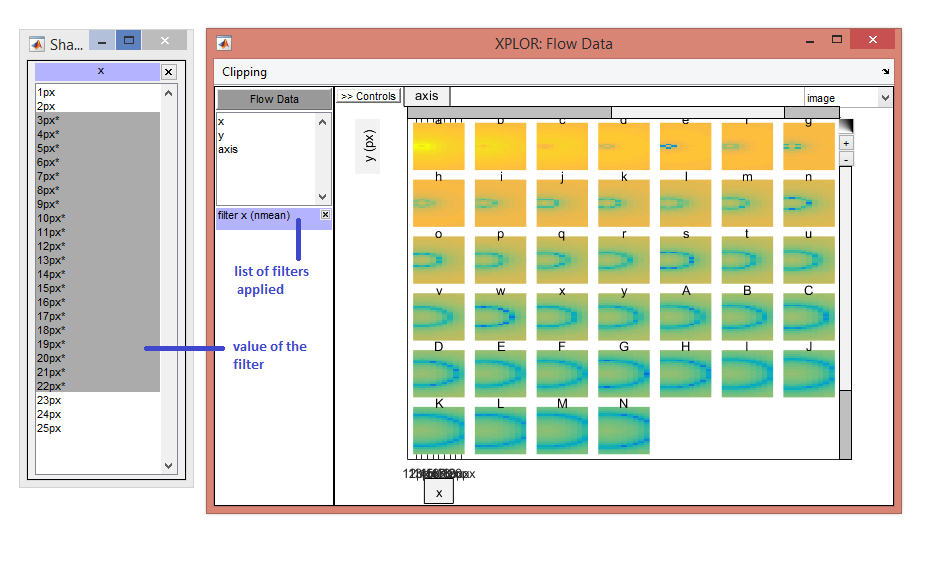 Sha...
x
1px
2px
3px*
4px*
5px*
6px*
7px*
8px*
9px*
10px*
11px*
12px*
13px*
14px*
15px*
16px*
17px*
18px*
19px*
20px*
21px*
22px*
23px
24px
25px
XPLOR: Flow Data
Clipping
Flow Data
>> Controls
axis
image
x
y
axis
filter x (nmean)
list of filters
applied
value of the
filter
y (px)
+
-
a b c d e f g
h i j k l m n
o p q r s t u
v w x y A B C
D E F G H I J
K L M N
x